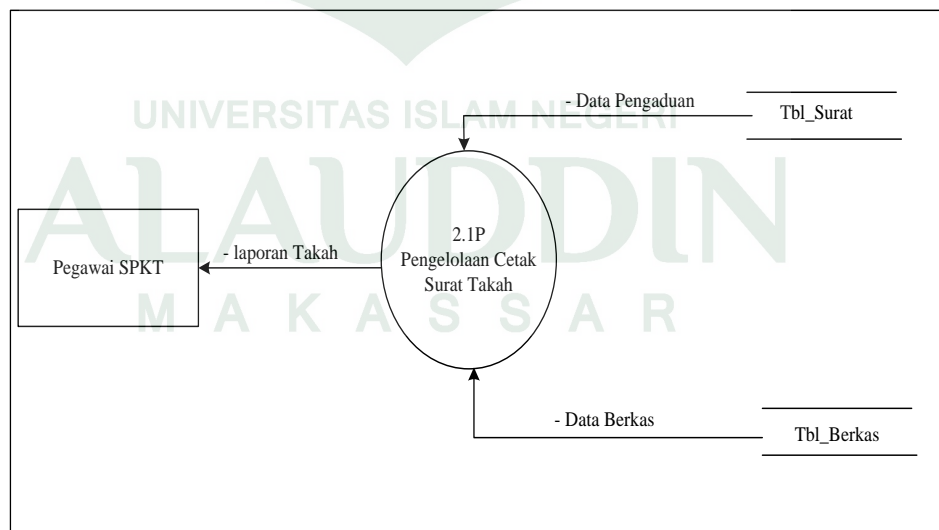 UNIVERSITAS ISLAM NEGERI
ALAUDDIN
MAKASSAR
- Data Pengaduan
Tbl_Surat
2.1P
Pengelolaan Cetak
Surat Takah
- laporan Takah
Pegawai SPKT
- Data Berkas
Tbl_Berkas